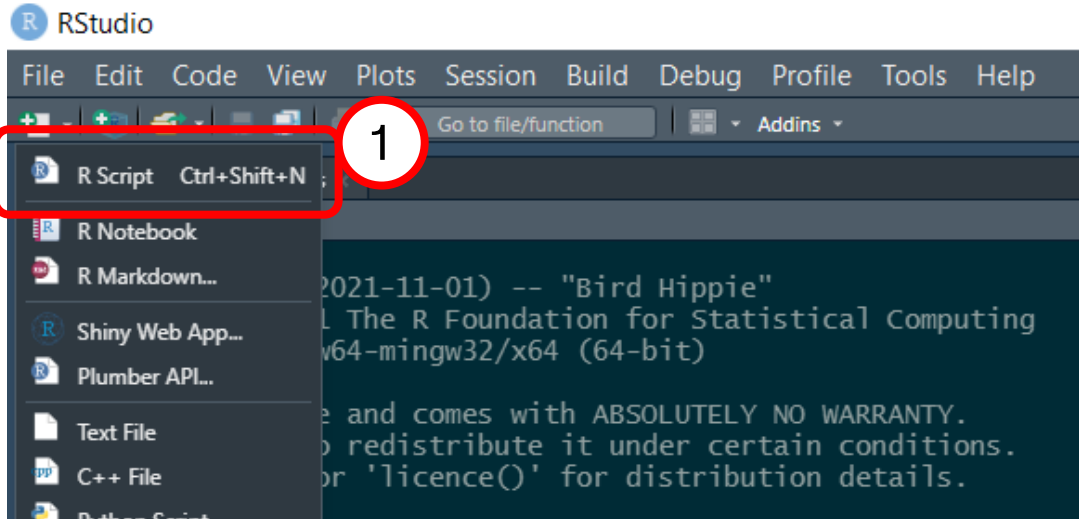 R RStudio
File Edit Code View Plots Session Build Debug Profile Tools Help
Go to file/function Addins
1
R Script Ctrl+Shift+N
R Notebook
R Markdown...
Shiny Web App...
Plumber API...
Text File
C++ File
Python Script
2021-11-01) -- "Bird Hippie"
The R Foundation for Statistical Computing
w64-mingw32/x64 (64-bit)
and comes with ABSOLUTELY NO WARRANTY.
redistribute it under certain conditions.
'licence()' for distribution details.